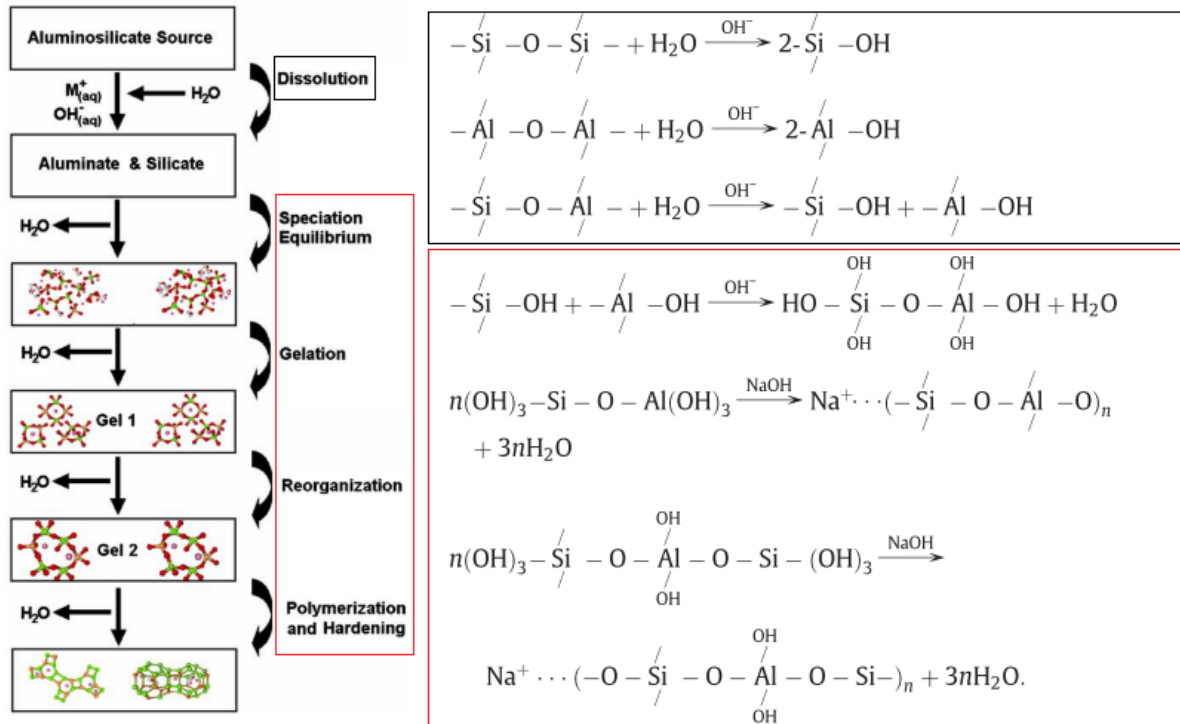 Aluminosilicate Source
M⁺(aq)
OH⁻(aq)
H₂O
Dissolution
Aluminate & Silicate
H₂O
Speciation
Equilibrium
H₂O
Gelation
Gel 1
H₂O
Reorganization
Gel 2
H₂O
Polymerization
and Hardening
–Si –O–Si– + H₂O OH⁻→ 2-Si –OH
–Al –O–Al – + H₂O OH⁻→ 2-Al –OH
–Si –O–Al– + H₂O OH⁻→ –Si –OH + –Al –OH
OH OH
–Si –OH + –Al –OH OH⁻→ HO – Si – O – Al – OH + H₂O
OH OH
n(OH)₃–Si – O – Al(OH)₃ NaOH→ Na⁺···(–Si –O–Al –O)ₙ
+ 3nH₂O
OH
n(OH)₃–Si –O – Al – O – Si – (OH)₃ NaOH→
OH
OH
Na⁺ ··· (–O – Si – O – Al – O – Si–)ₙ + 3nH₂O.
OH